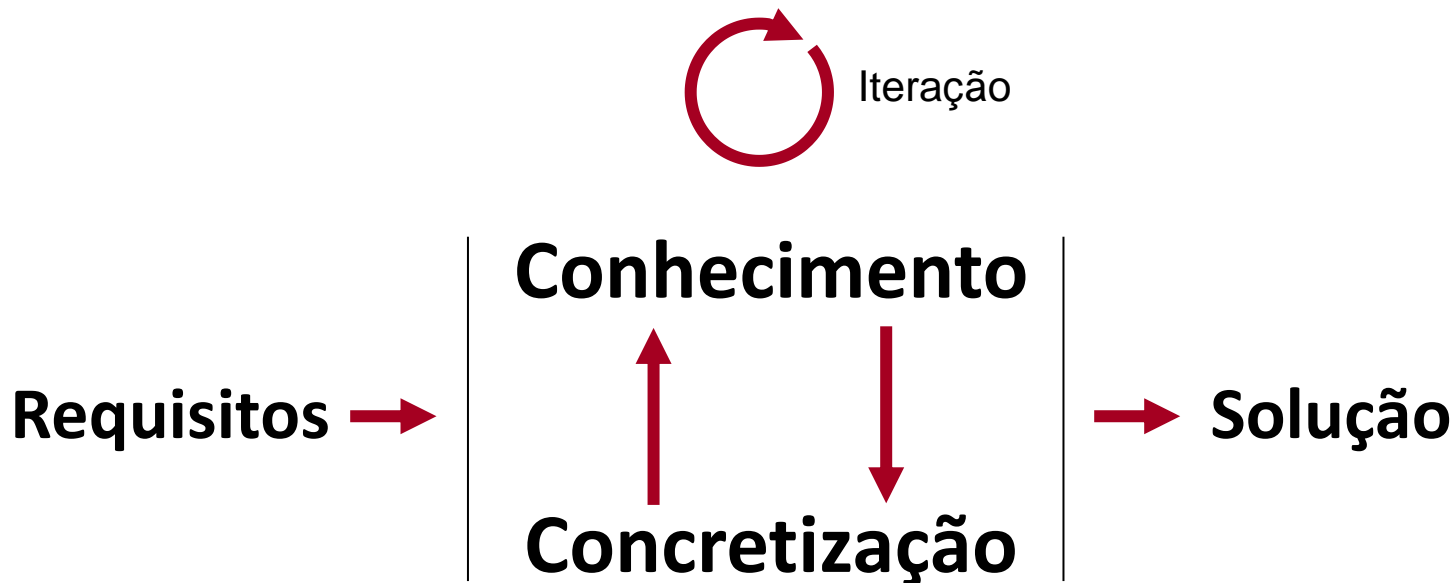 Iteração
Conhecimento
Requisitos
Solução
Concretização